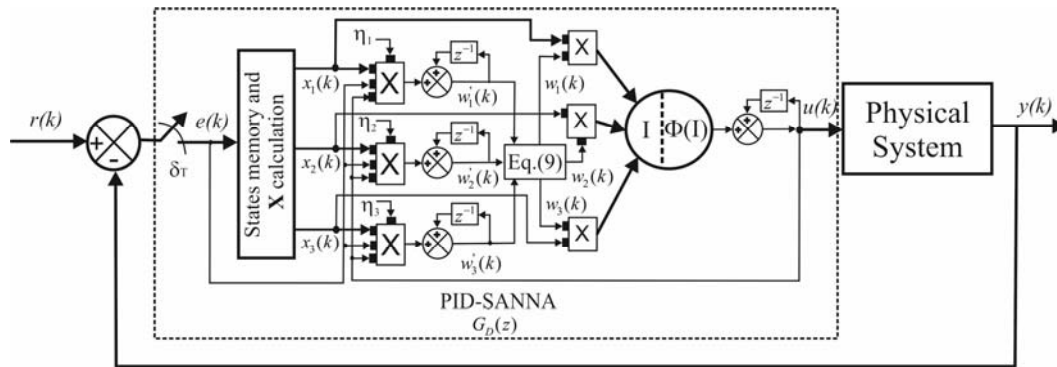 r(k)
+
-
δT
e(k)
States memory and
X calculation
x1(k)
x2(k)
x3(k)
η1
X
+
+
z⁻¹
w'1(k)
η2
X
+
+
z⁻¹
w'2(k)
η3
X
+
+
z⁻¹
w'3(k)
Eq.(9)
w1(k)
w2(k)
w3(k)
X
X
X
I
Φ(I)
+
+
z⁻¹
u(k)
Physical
System
y(k)
PID-SANNA
GD(z)